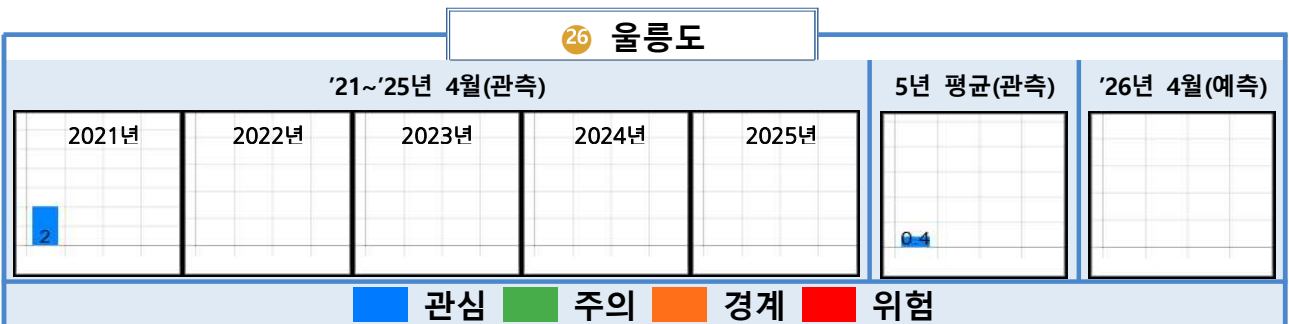 26 울릉도
'21~'25년 4월(관측) 5년 평균(관측) '26년 4월(예측)
2021년 2022년 2023년 2024년 2025년
2 0.4
관심 주의 경계 위험